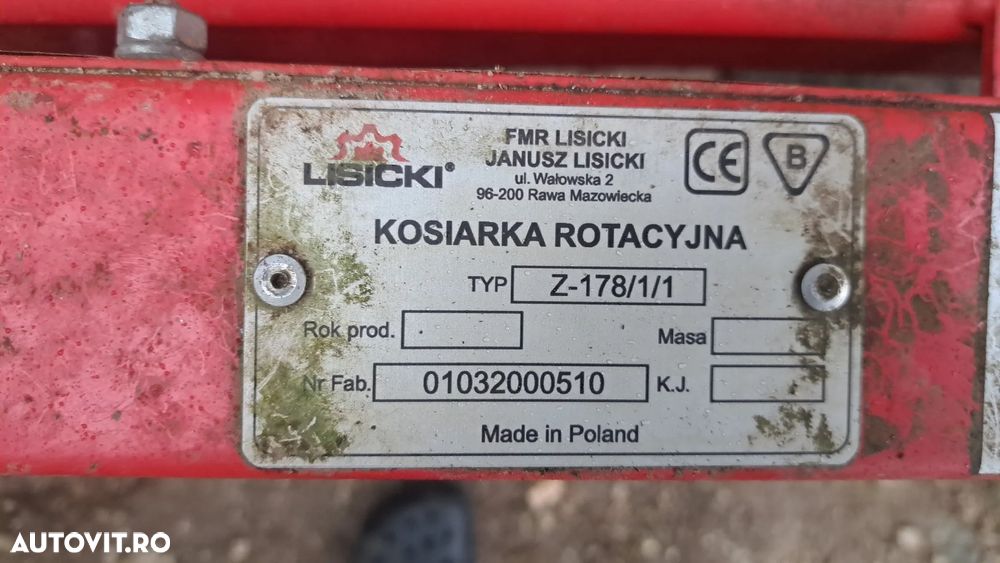 LISICKI®
FMR LISICKI
JANUSZ LISICKI
ul. Wałowska 2
96-200 Rawa Mazowiecka
CE
B
KOSIARKA ROTACYJNA
TYP Z-178/1/1
Rok prod.
Masa
Nr Fab. 01032000510
K.J.
Made in Poland
AUTOVIT.RO